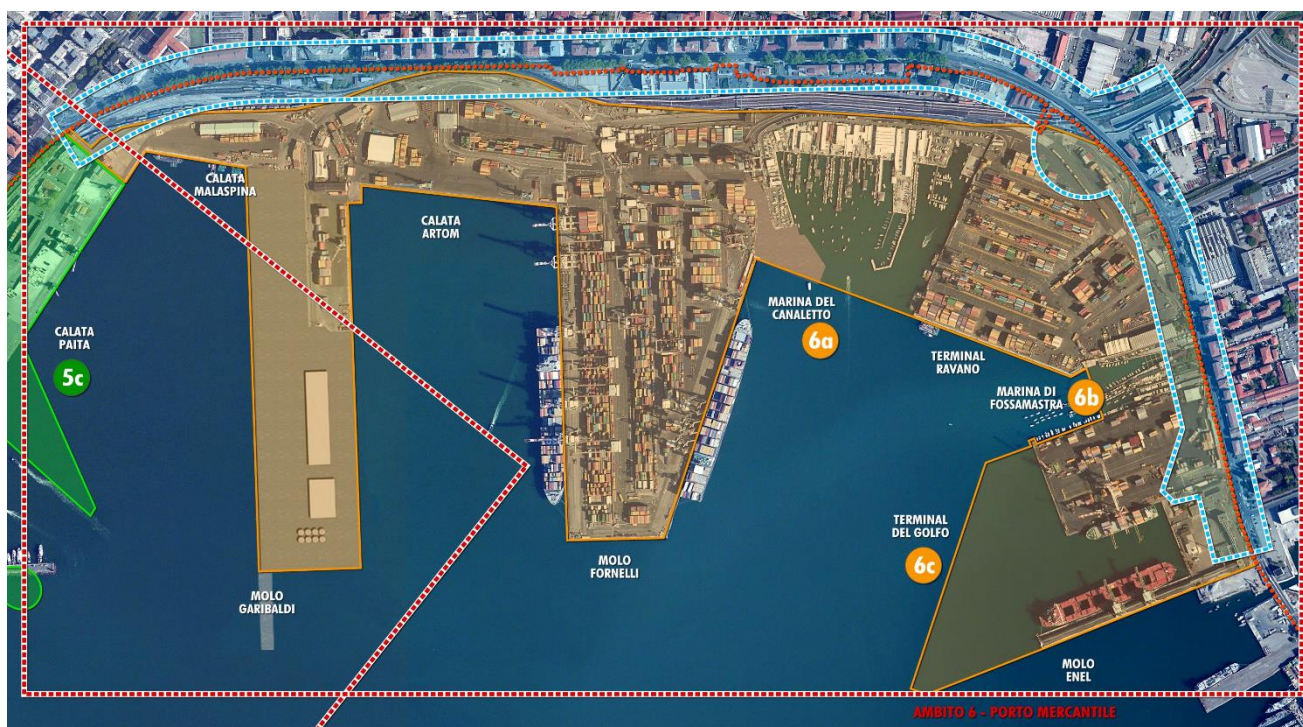 CALATA
MALASPINA
CALATA
ARTOM
CALATA
PAITA
5c
MARINA DEL
CANALETTO
6a
TERMINAL
RAVANO
MARINA DI
FOSSAMASTRA
6b
TERMINAL
DEL GOLFO
6c
MOLO
FORNELLI
MOLO
GARIBALDI
MOLO
ENEL
AMBITO 6 - PORTO MERCANTILE